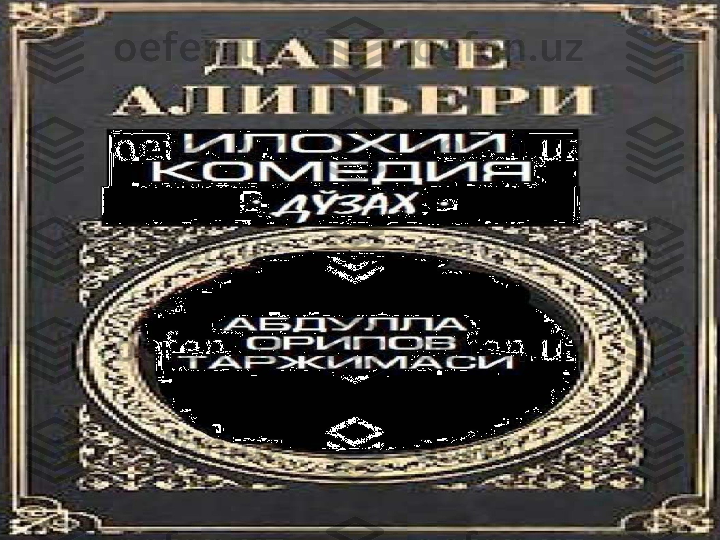 ДАНТЕ
АЛИГЬЕРИ
ИЛОХИЙ
КОМЕДИЯ
ДЎЗАХ
АБДУЛЛА
ОРИПОВ
ТАРЖИМАСИ